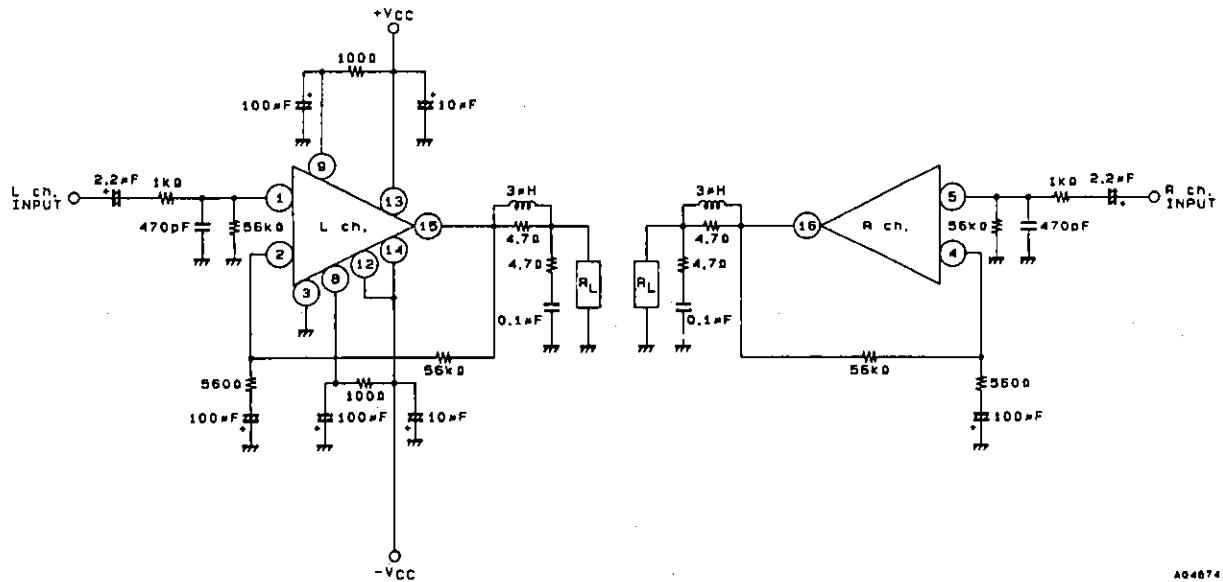 +VCC
100Ω
100µF
+
+
10µF
9
L ch.
INPUT
2.2µF
+
1kΩ
1
13
470pF
56kΩ
L ch.
15
3µH
4.7Ω
4.7Ω
0.1µF
RL
2
14
12
8
3
56kΩ
560Ω
100µF
+
100Ω
100µF
+
10µF
+
-VCC
3µH
4.7Ω
4.7Ω
0.1µF
RL
16
R ch.
5
4
56kΩ
470pF
1kΩ
2.2µF
+
R ch.
INPUT
56kΩ
560Ω
100µF
+
A04874